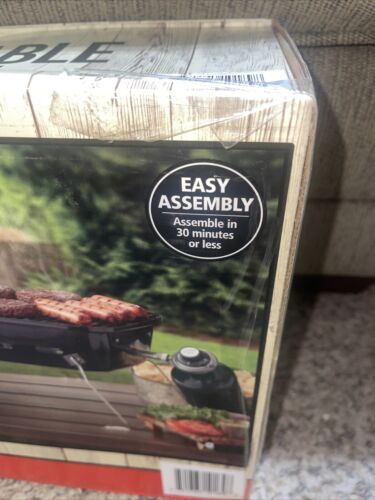 BLE
EASY
ASSEMBLY
Assemble in
30 minutes
or less